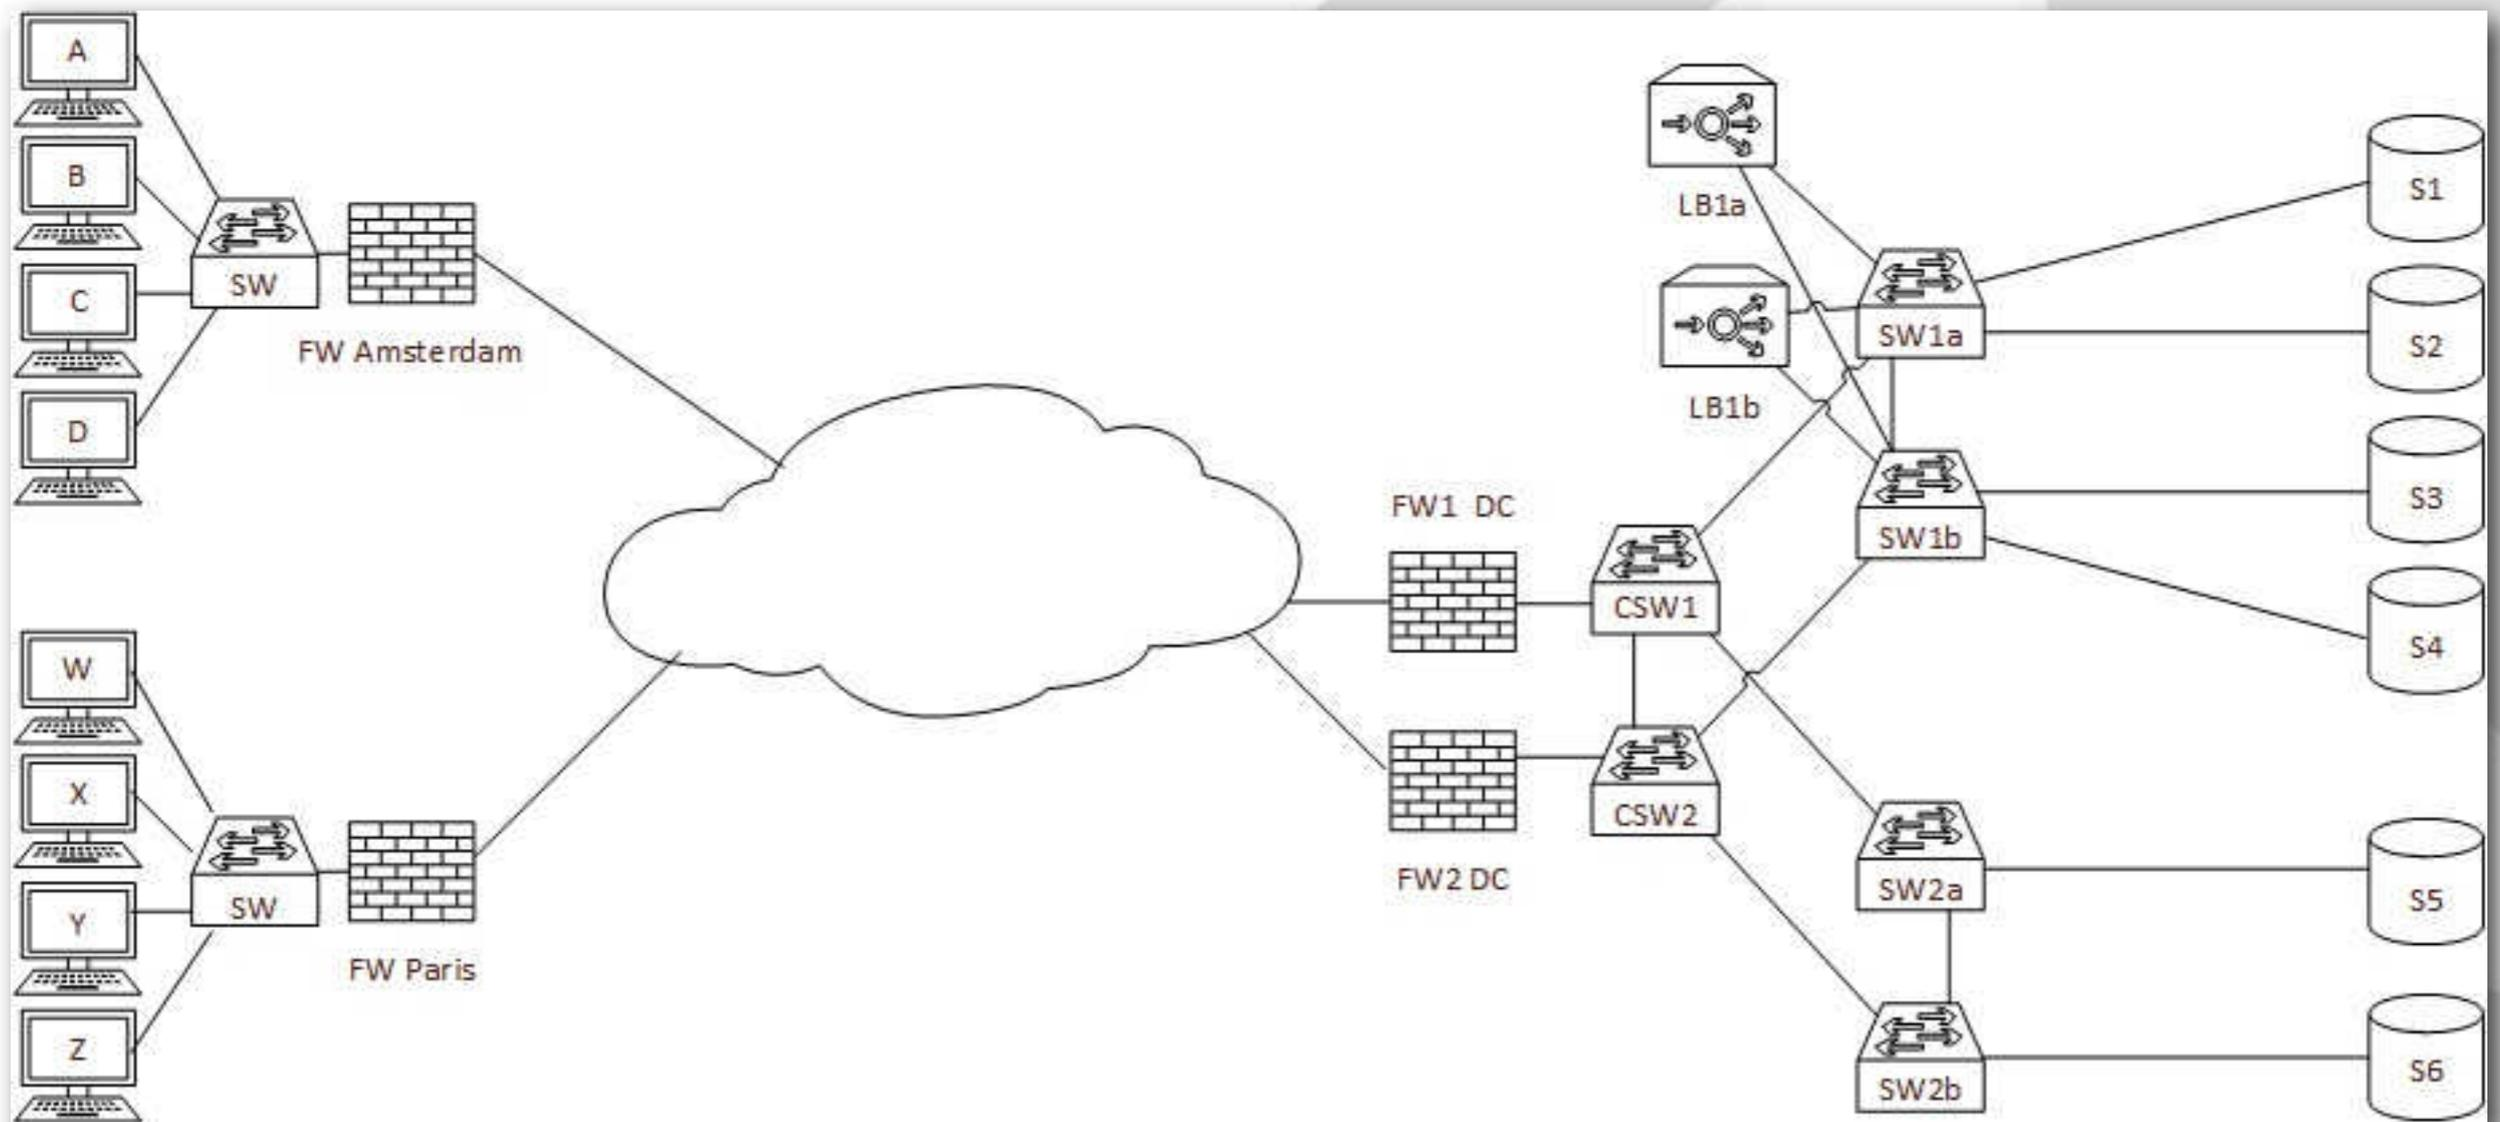 A
B
C
D
SW
FW Amsterdam
W
X
Y
Z
SW
FW Paris
FW1 DC
FW2 DC
CSW1
CSW2
LB1a
LB1b
SW1a
SW1b
SW2a
SW2b
S1
S2
S3
S4
S5
S6